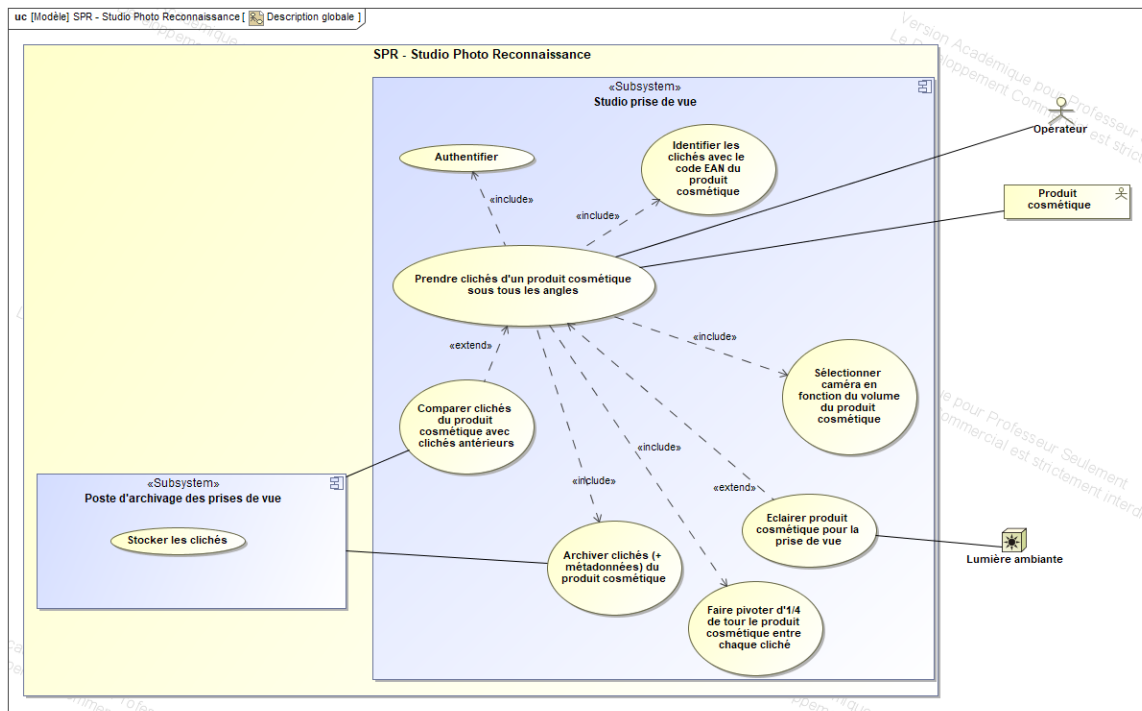 uc [Modèle] SPR - Studio Photo Reconnaissance [ Description globale ]
SPR - Studio Photo Reconnaissance
«Subsystem»
Studio prise de vue
Opérateur
Authentifier
Identifier les
clichés avec le
code EAN du
produit
cosmétique
Produit
cosmétique
«include»
«include»
Prendre clichés d'un produit cosmétique
sous tous les angles
«extend»
«include»
Sélectionner
caméra en
fonction du volume
du produit
cosmétique
Comparer clichés
du produit
cosmétique avec
clichés antérieurs
«include»
«include»
«extend»
«Subsystem»
Poste d'archivage des prises de vue
Stocker les clichés
Eclairer produit
cosmétique pour la
prise de vue
Lumière ambiante
Archiver clichés (+
métadonnées) du
produit cosmétique
Faire pivoter d'1/4
de tour le produit
cosmétique entre
chaque cliché
Version Académique pour Professeur